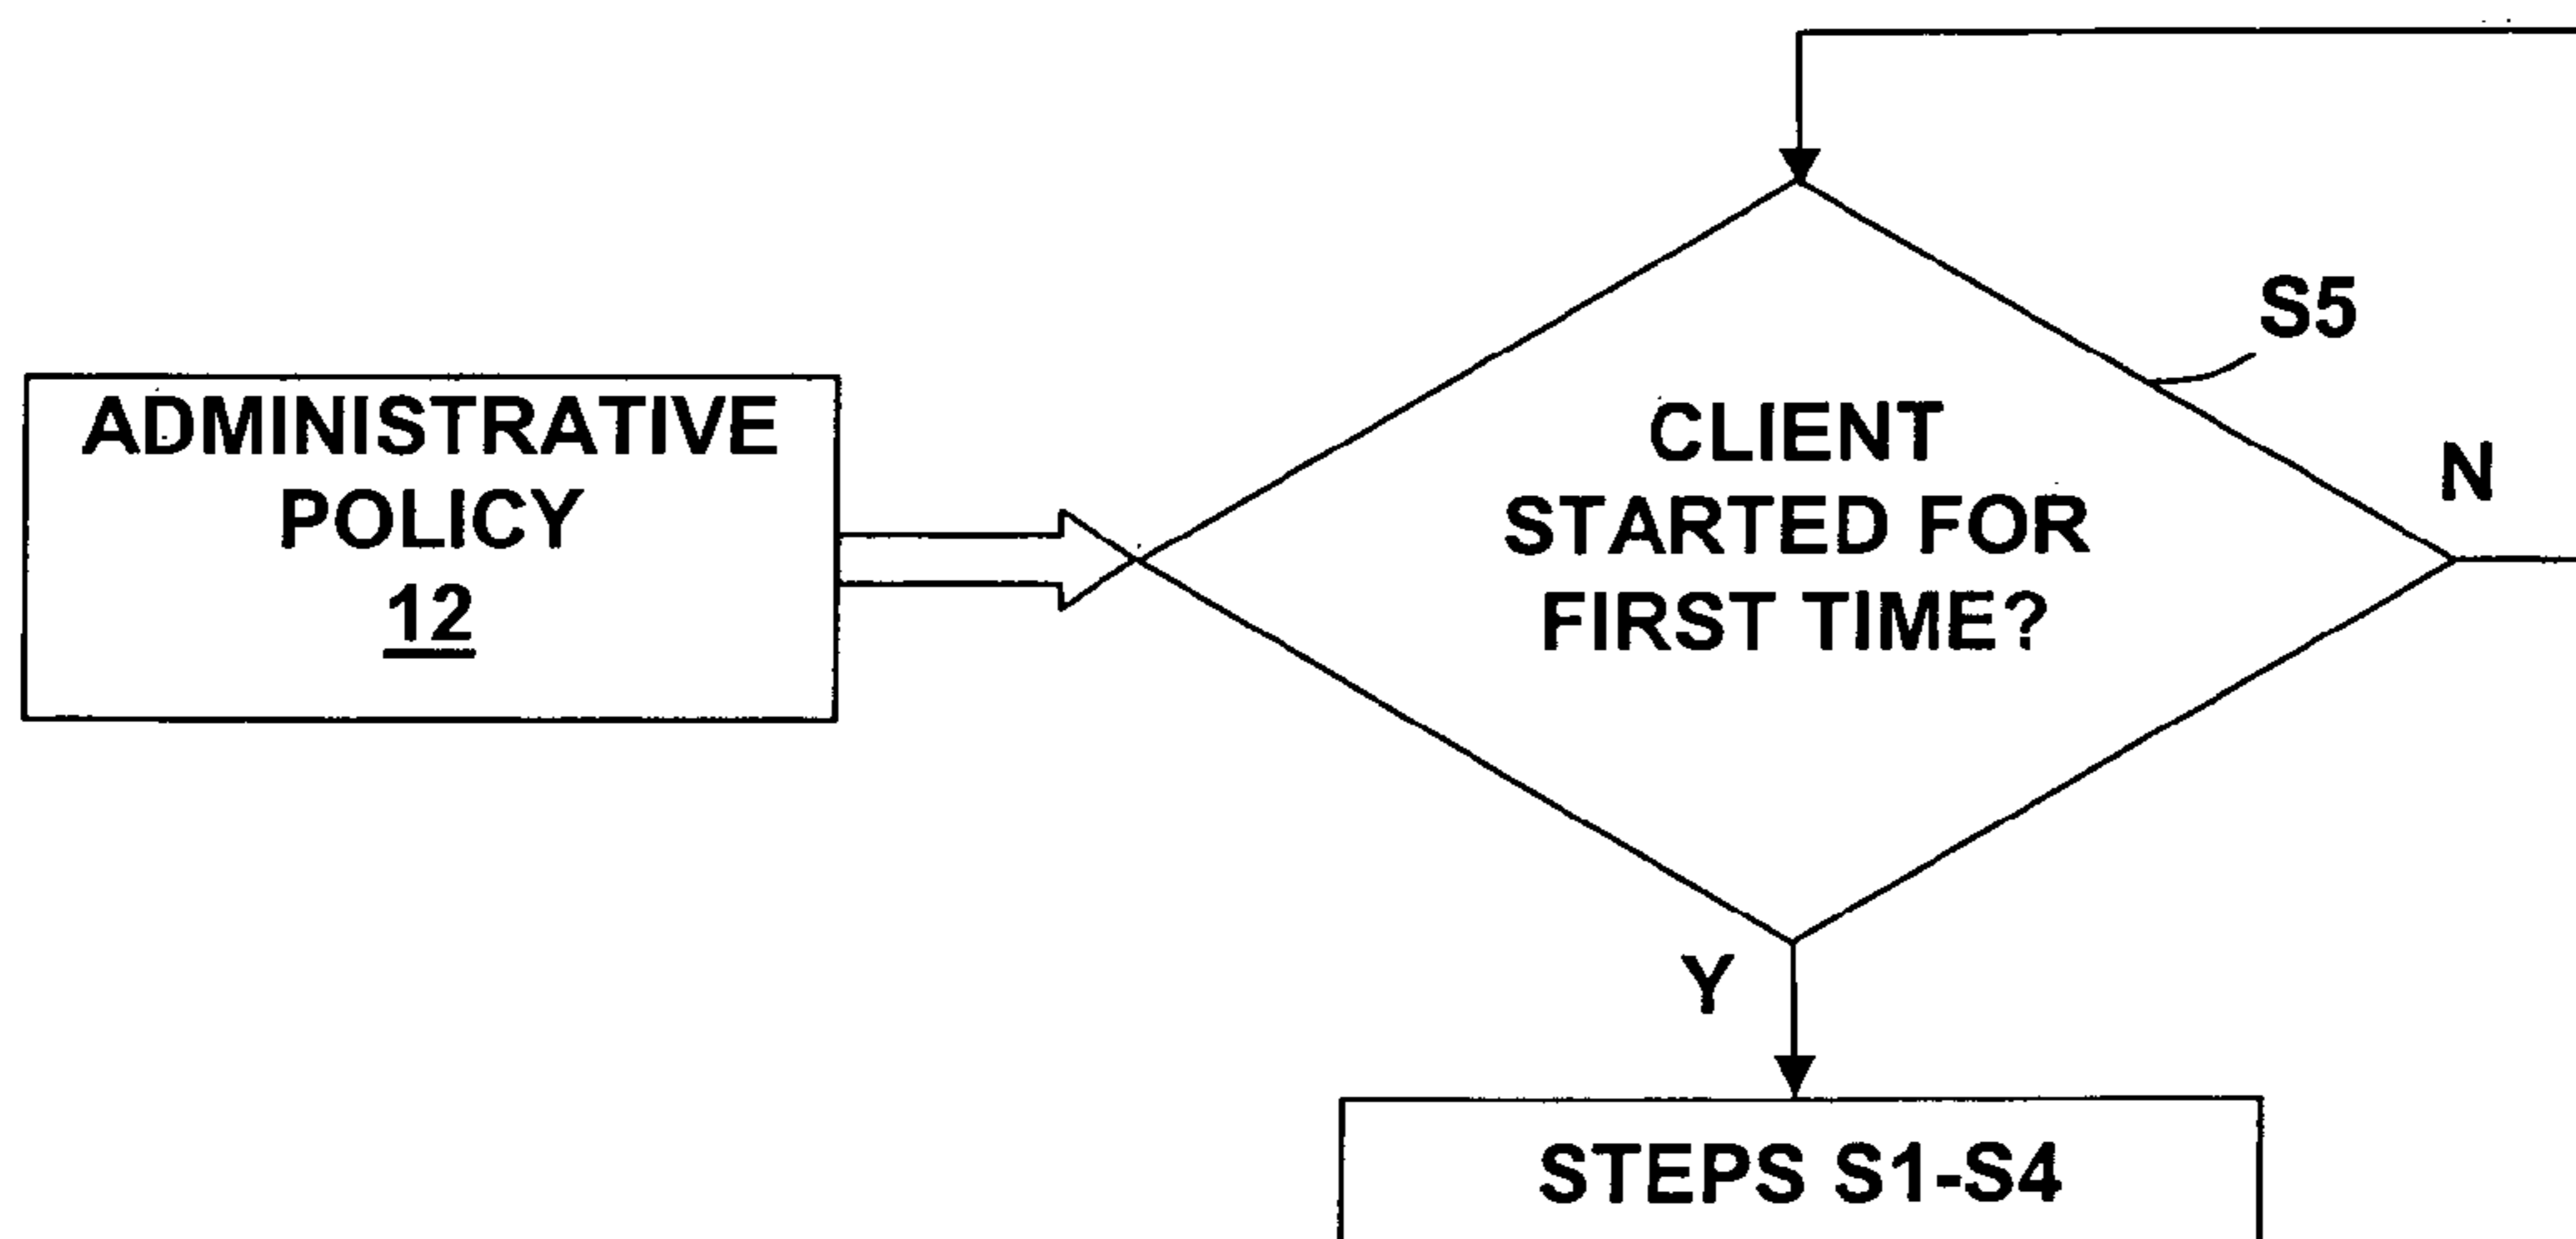 ADMINISTRATIVE
POLICY
12
S5
CLIENT
STARTED FOR
FIRST TIME?
N
Y
STEPS S1-S4